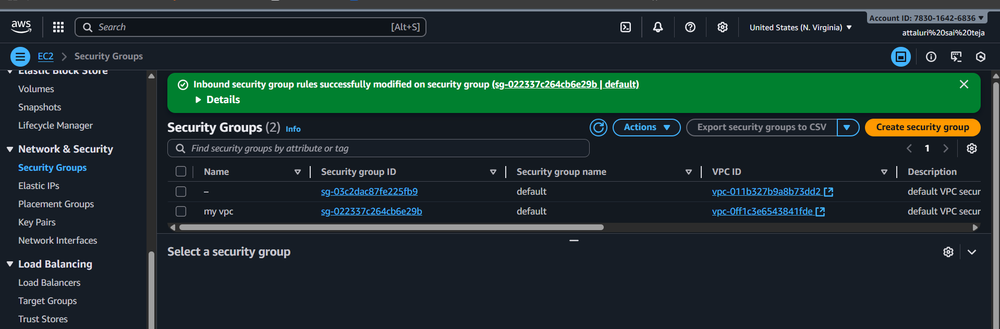 aws
Search [Alt+S]
United States (N. Virginia)
Account ID: 7830-1642-6836
attaluri%20sai%20teja
EC2 Security Groups
Elastic Block Store
Volumes
Snapshots
Lifecycle Manager
Network & Security
Security Groups
Elastic IPs
Placement Groups
Key Pairs
Network Interfaces
Load Balancing
Load Balancers
Target Groups
Trust Stores
Inbound security group rules successfully modified on security group (sg-022337c264cb6e29b | default)
Details
Security Groups (2) Info
Actions
Export security groups to CSV
Create security group
Find security groups by attribute or tag
1
Name Security group ID Security group name VPC ID Description
– sg-03c2dac87fe225fb9 default vpc-011b327b9a8b73dd2 default VPC secur
my vpc sg-022337c264cb6e29b default vpc-0ff1c3e6543841fde default VPC secur
Select a security group